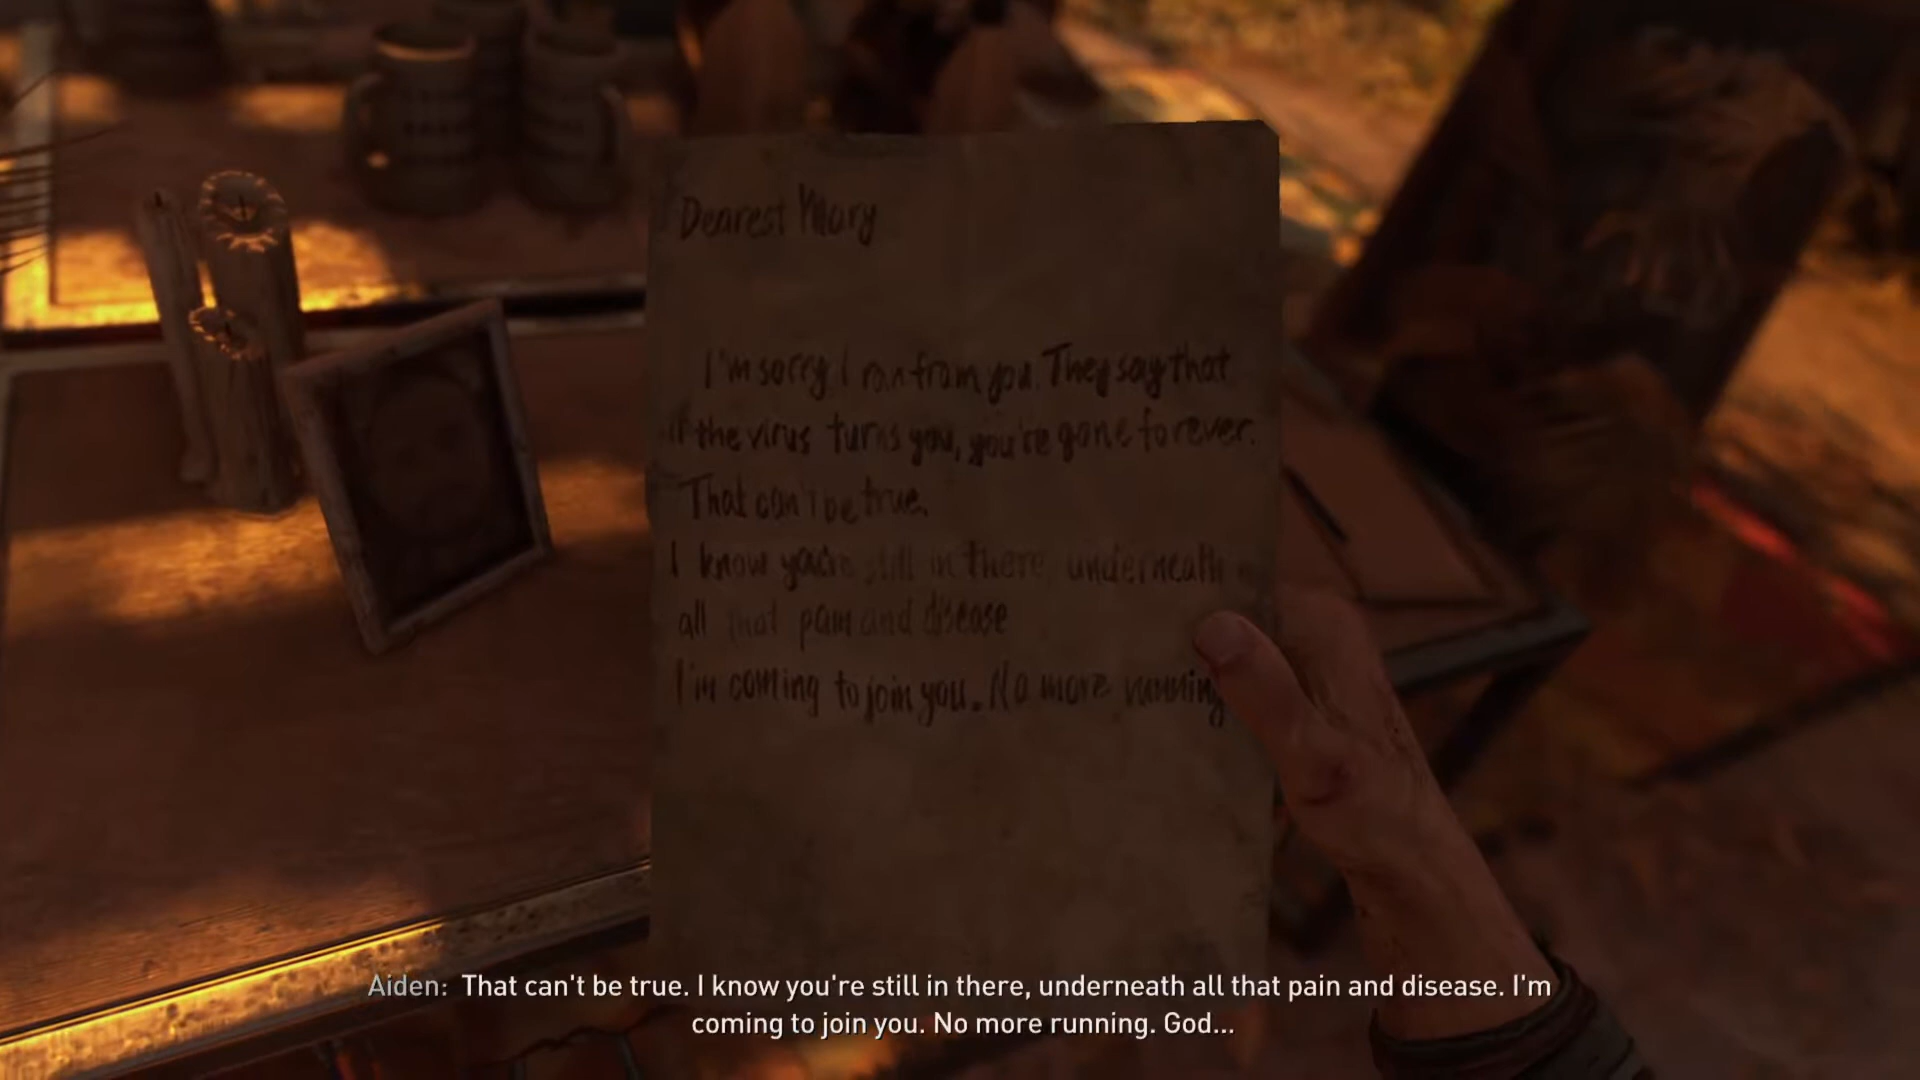 Dearest Mary
I'm sorry I ran from you. They say that
if the virus turns you, you're gone forever.
That can't be true.
I know you're still in there, underneath
all that pain and disease
I'm coming to join you. No more running
Aiden: That can't be true. I know you're still in there, underneath all that pain and disease. I'm
coming to join you. No more running. God...